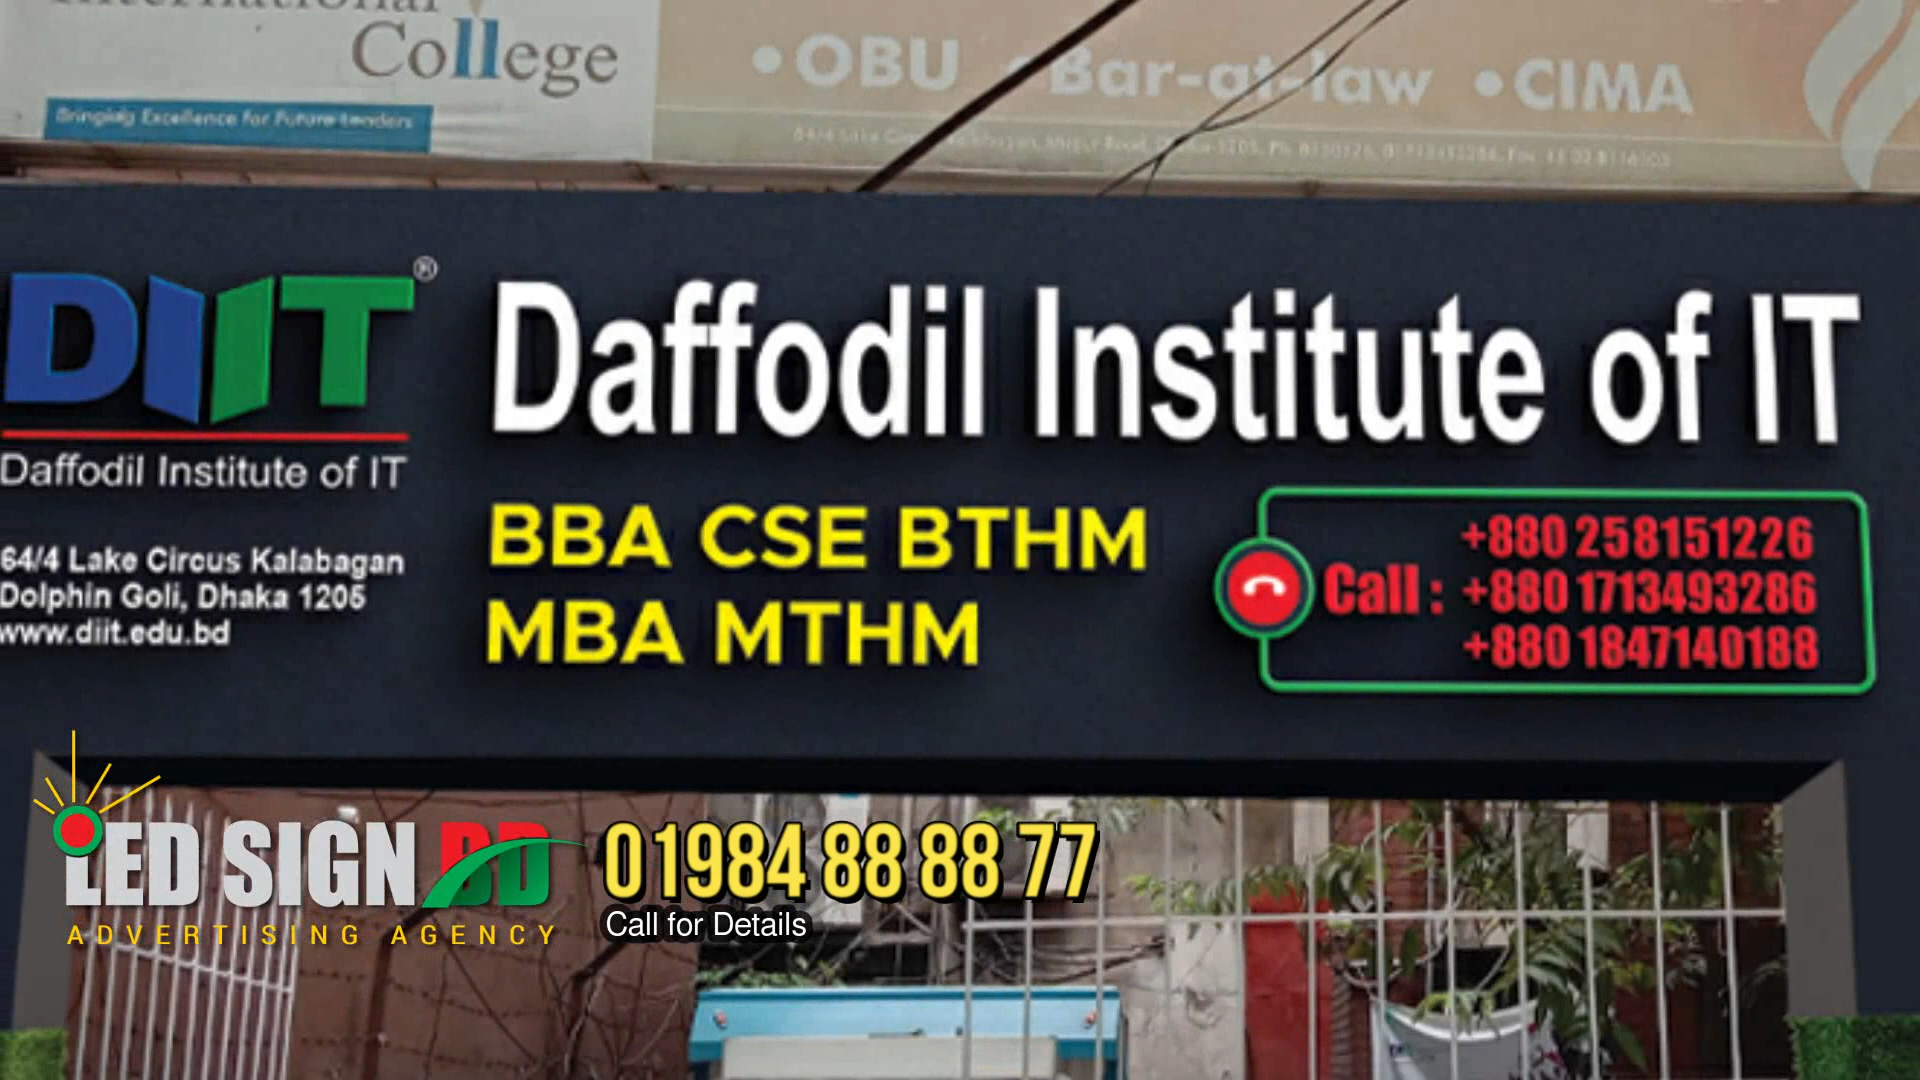 International
College
Bringing Excellence for Future Leaders
• OBU • Bar-at-law • CIMA
DIIT®
Daffodil Institute of IT
64/4 Lake Circus Kalabagan
Dolphin Goli, Dhaka 1205
www.diit.edu.bd
Daffodil Institute of IT
BBA CSE BTHM
MBA MTHM
Call :
+880 258151226
+880 1713493286
+880 1847140188
LED SIGN BD
ADVERTISING AGENCY
01984 88 88 77
Call for Details